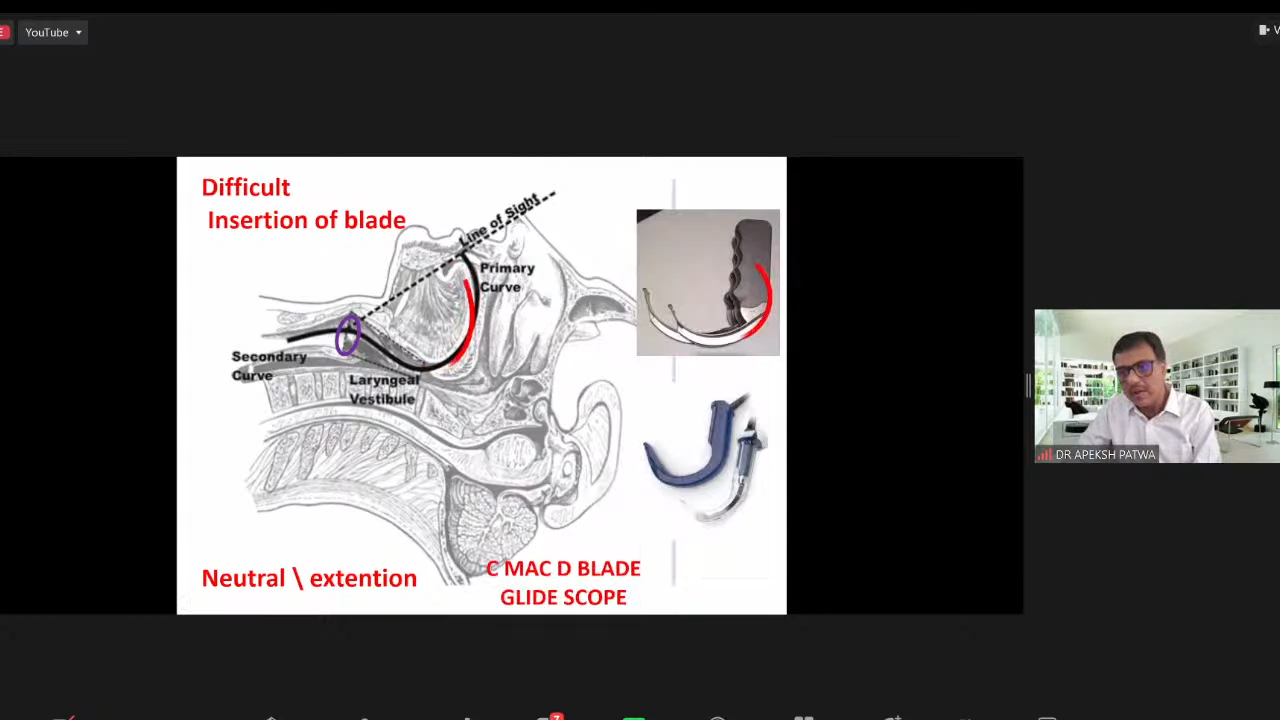 YouTube
Difficult
Insertion of blade
Line of Sight
Primary
Curve
Secondary
Curve
Laryngeal
Vestibule
Neutral \ extention
C MAC D BLADE
GLIDE SCOPE
DR APEKSH PATWA
7